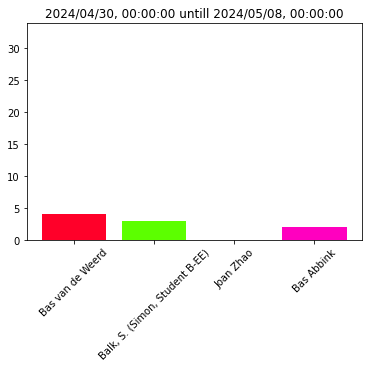 2024/04/30, 00:00:00 untill 2024/05/08, 00:00:00
30
25
20
15
10
5
0
Bas van de Weerd
Balk, S. (Simon, Student B-EE)
Joan Zhao
Bas Abbink